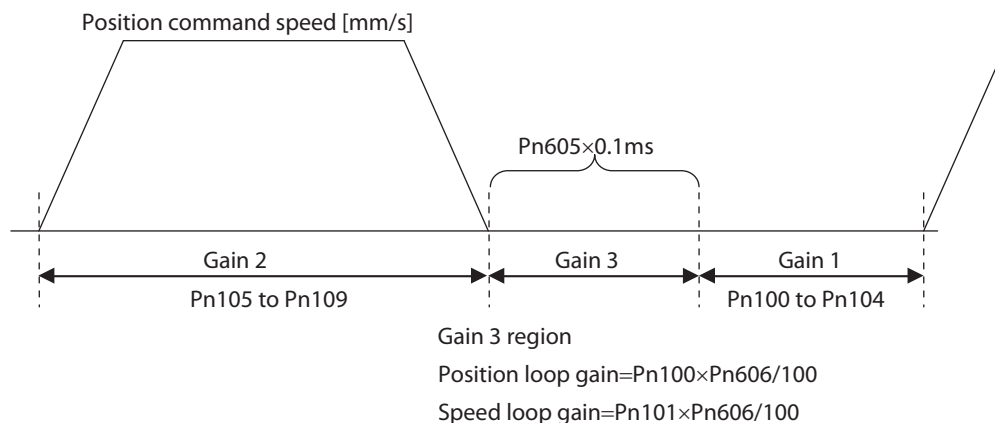 Position command speed [mm/s]
Pn605×0.1ms
Gain 2
Gain 3
Gain 1
Pn105 to Pn109
Pn100 to Pn104
Gain 3 region
Position loop gain=Pn100×Pn606/100
Speed loop gain=Pn101×Pn606/100